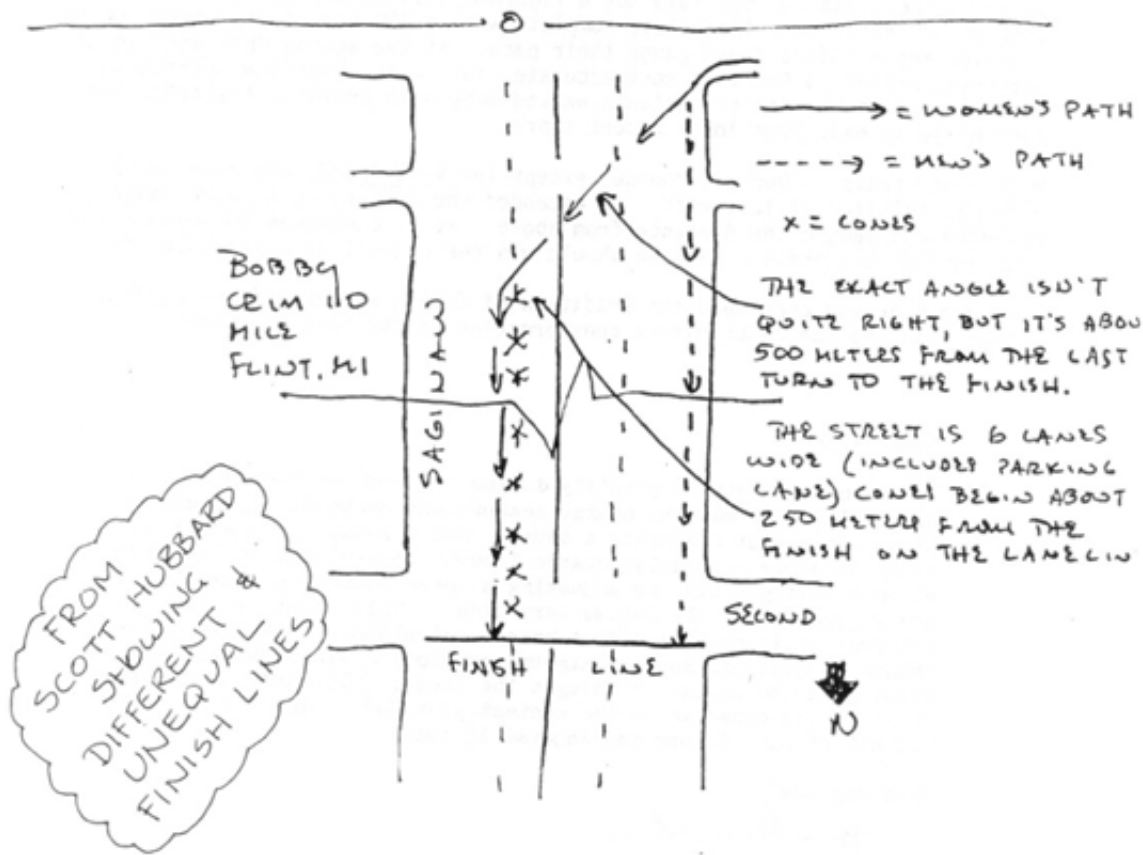 = WOMEN'S PATH
= MEN'S PATH
X = CONES
BOBBY
CRIM 10
MILE
FLINT, MI
SAGINAW
THE EXACT ANGLE ISN'T
QUITE RIGHT, BUT IT'S ABOU
500 METERS FROM THE LAST
TURN TO THE FINISH.
THE STREET IS 6 LANES
WIDE (INCLUDES PARKING
LANE) CONES BEGIN ABOUT
250 METERS FROM THE
FINISH ON THE LANELIN
SECOND
FINISH LINE
N
FROM
SCOTT HUBBARD
SHOWING
DIFFERENT &
UNEQUAL
FINISH LINES